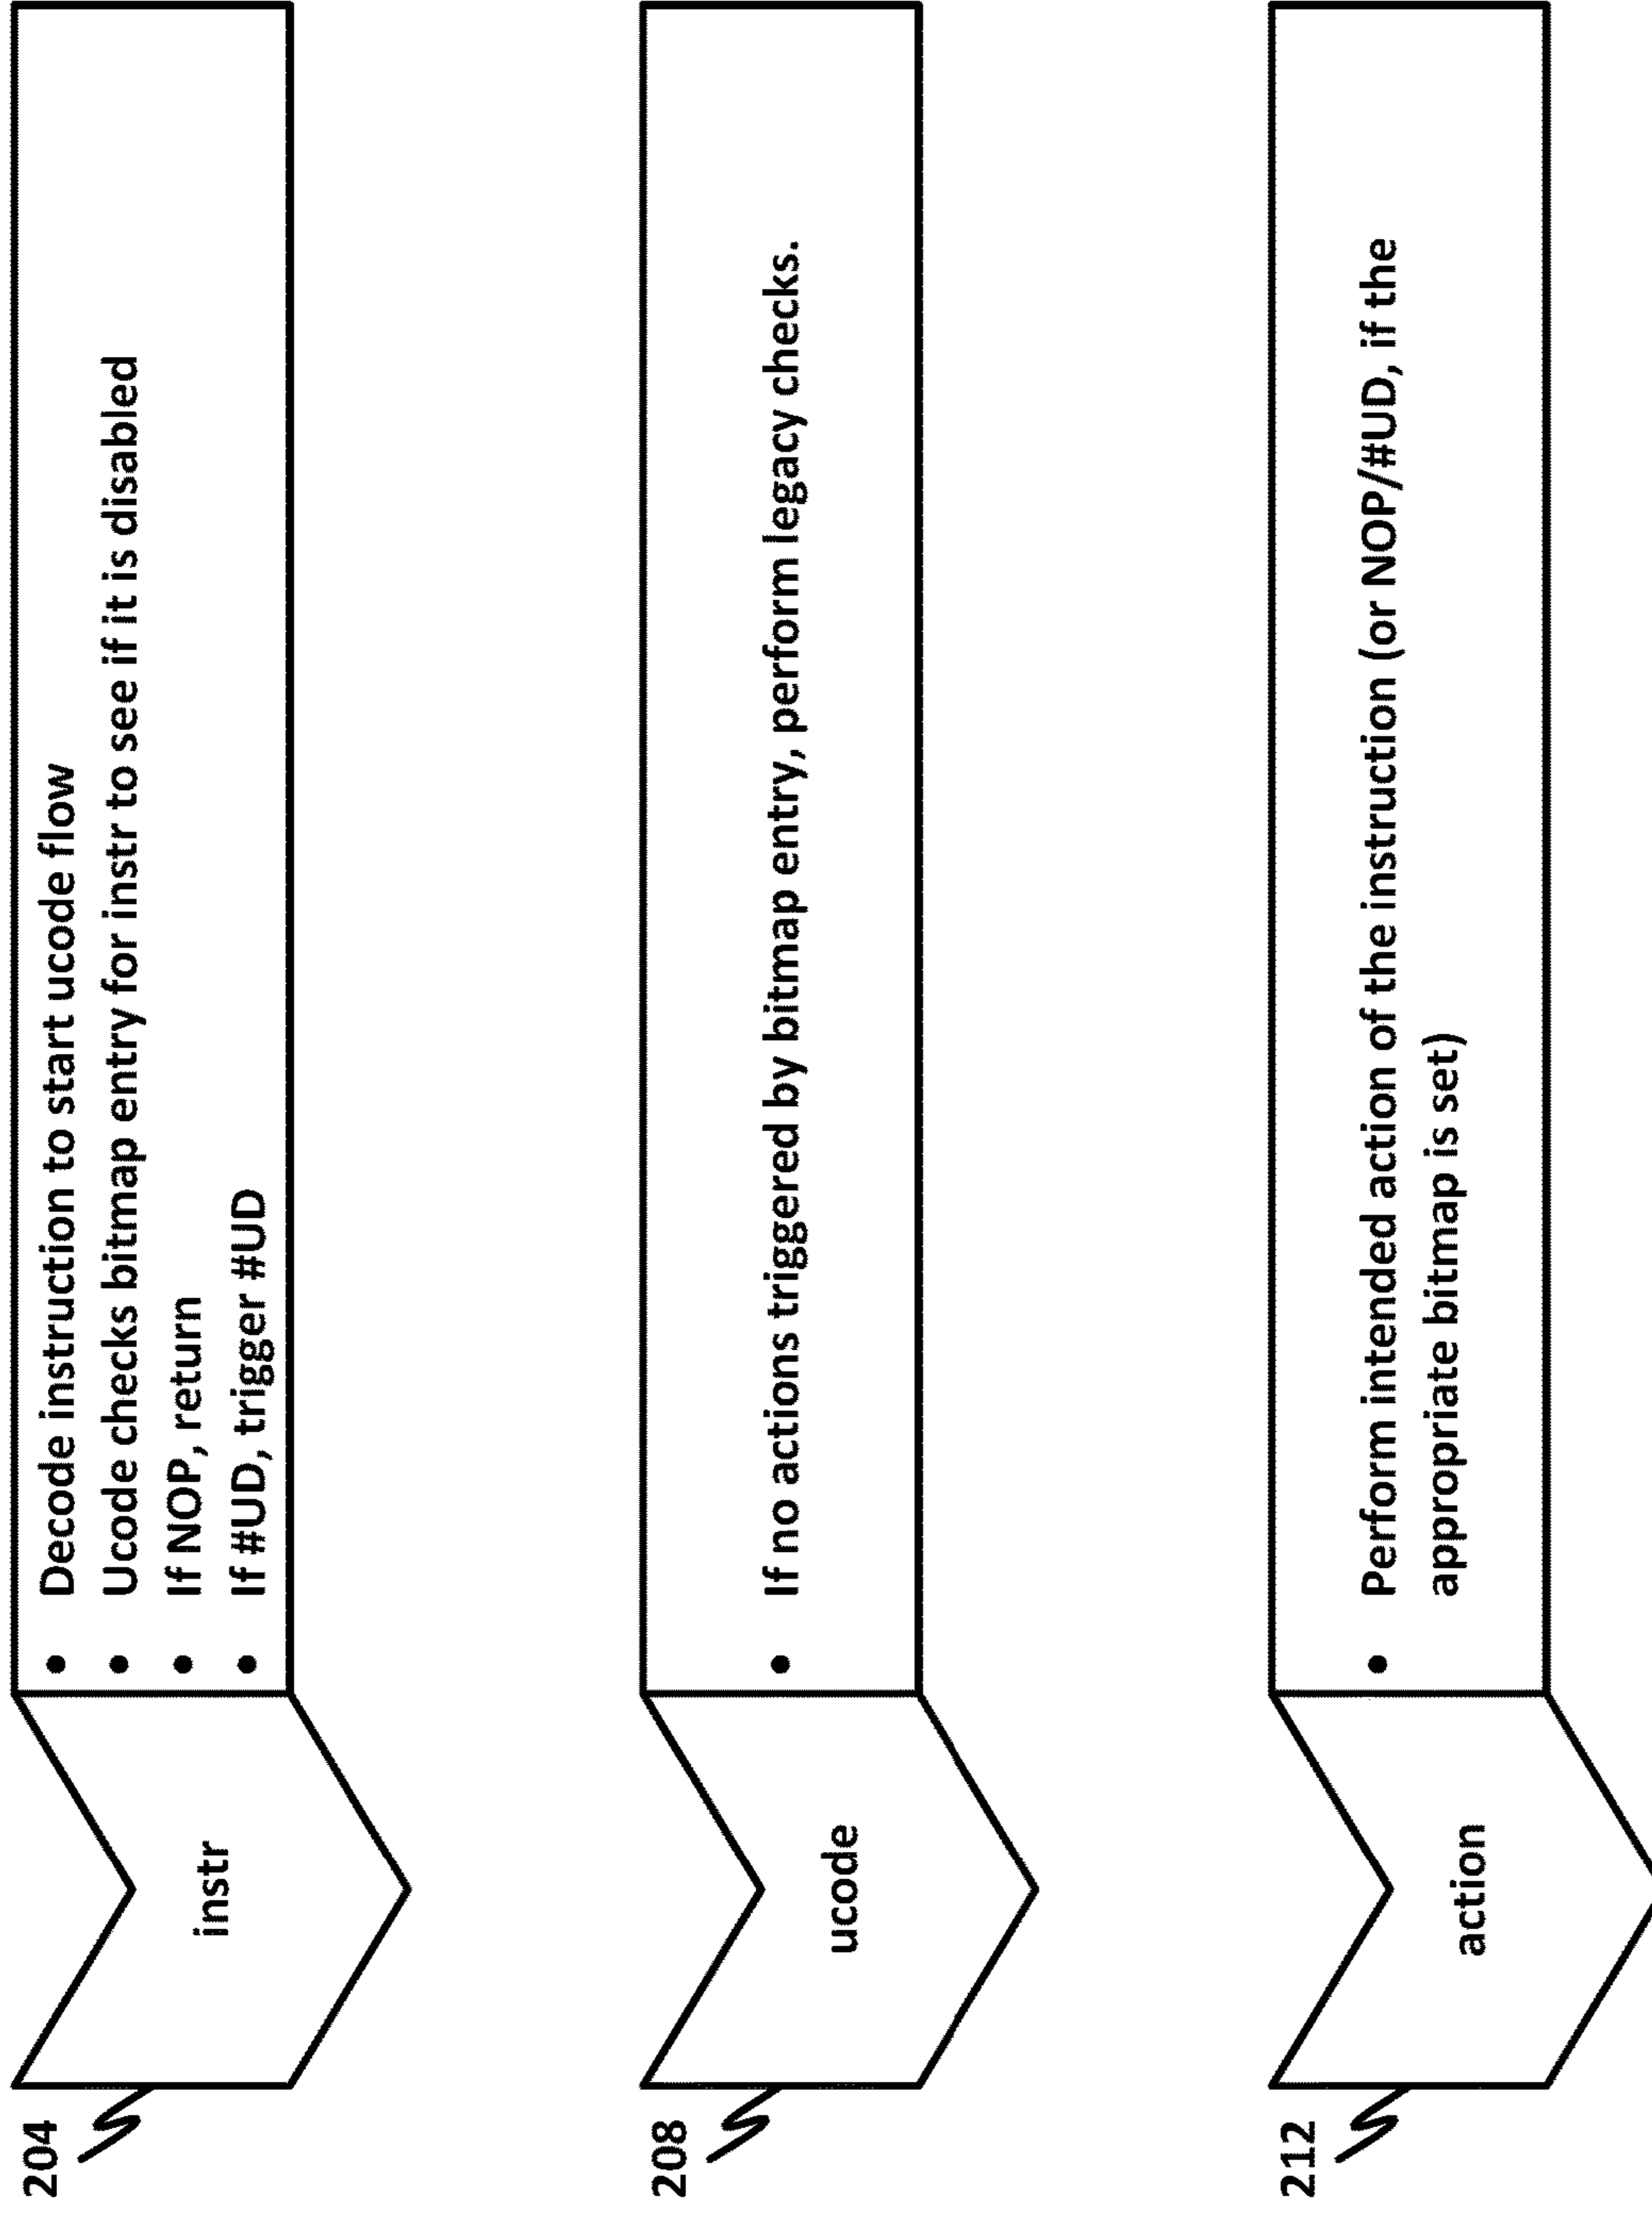 204
instr
• Decode instruction to start ucode flow
• Ucode checks bitmap entry for instr to see if it is disabled
• If NOP, return
• If #UD, trigger #UD
208
ucode
• If no actions triggered by bitmap entry, perform legacy checks.
212
action
• Perform intended action of the instruction (or NOP/#UD, if the
appropriate bitmap is set)